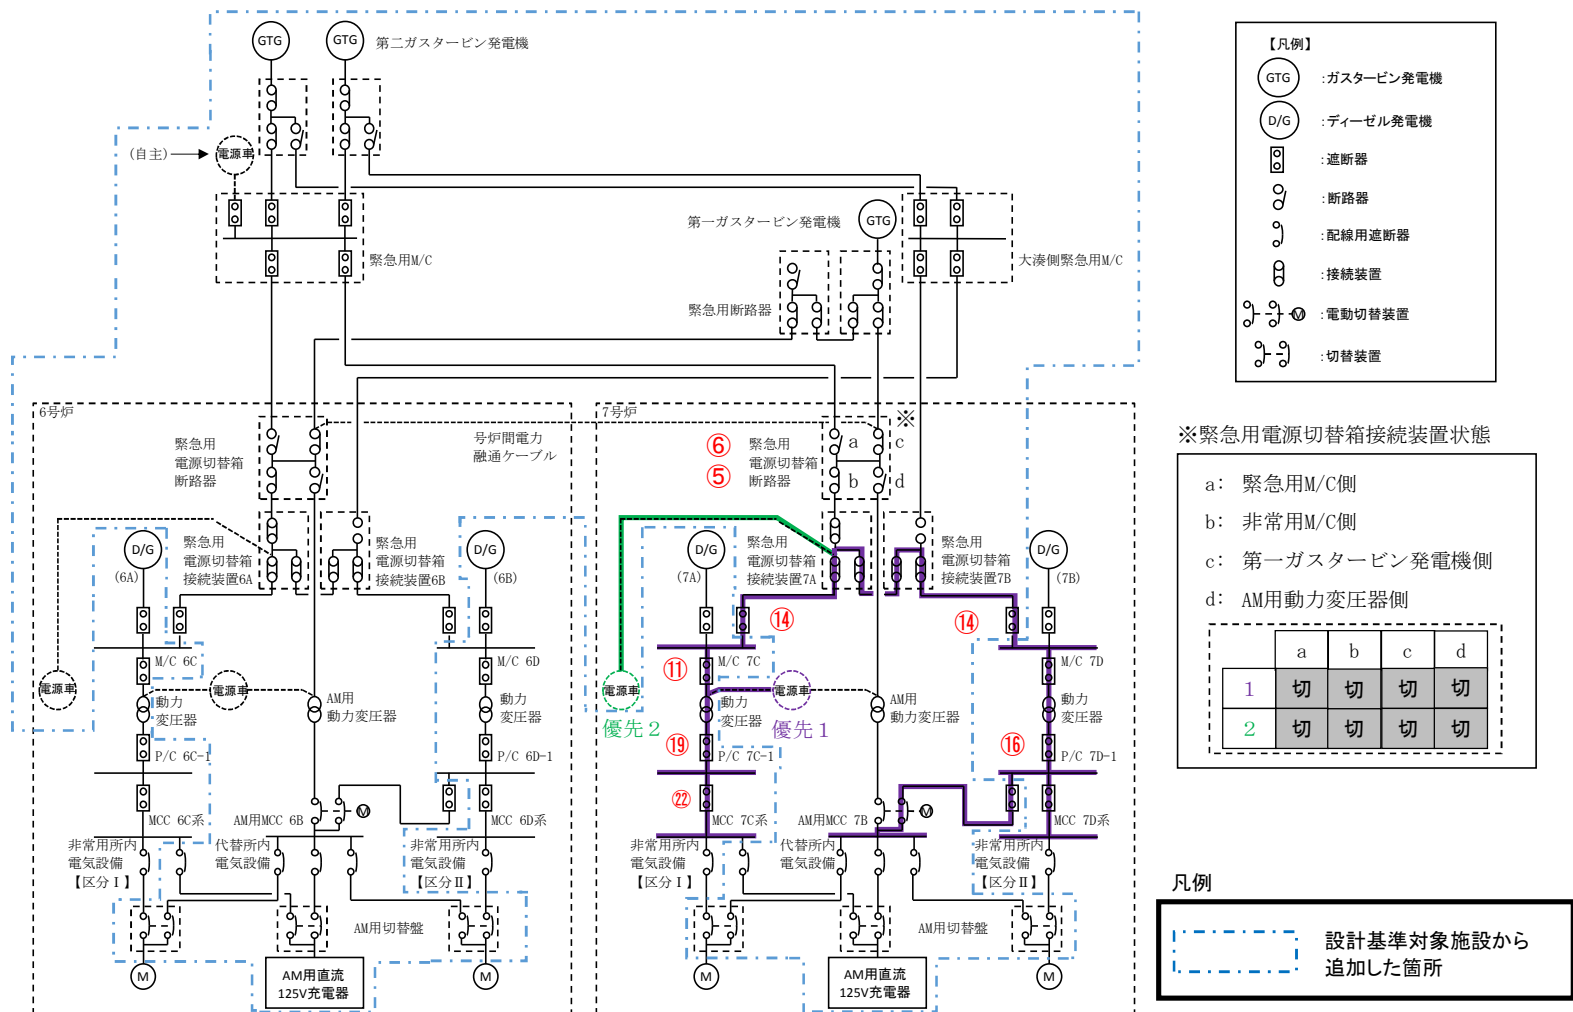 GTG
GTG
第二ガスタービン発電機
(自主)
電源車
緊急用M/C
第一ガスタービン発電機
GTG
緊急用断路器
大湊側緊急用M/C
【凡例】
GTG
:ガスタービン発電機
D/G
:ディーゼル発電機
:遮断器
:断路器
:配線用遮断器
:接続装置
M
:電動切替装置
:切替装置
6号炉
緊急用
電源切替箱
断路器
号炉間電力
融通ケーブル
D/G
(6A)
緊急用
電源切替箱
接続装置6A
緊急用
電源切替箱
接続装置6B
D/G
(6B)
M/C 6C
M/C 6D
電源車
電源車
動力
変圧器
AM用
動力変圧器
動力
変圧器
P/C 6C-1
P/C 6D-1
MCC 6C系
AM用MCC 6B
M
MCC 6D系
非常用所内
電気設備
【区分Ⅰ】
代替所内
電気設備
非常用所内
電気設備
【区分Ⅱ】
AM用切替盤
M
AM用直流
125V充電器
M
7号炉
※
⑥
⑤
緊急用
電源切替箱
断路器
a
c
b
d
D/G
(7A)
緊急用
電源切替箱
接続装置7A
緊急用
電源切替箱
接続装置7B
D/G
(7B)
⑭
⑭
M/C 7C
M/C 7D
⑪
電源車
優先2
電源車
優先1
動力
変圧器
AM用
動力変圧器
動力
変圧器
⑲
P/C 7C-1
⑯
P/C 7D-1
㉒
MCC 7C系
AM用MCC 7B
M
MCC 7D系
非常用所内
電気設備
【区分Ⅰ】
代替所内
電気設備
非常用所内
電気設備
【区分Ⅱ】
AM用切替盤
M
AM用直流
125V充電器
M
※緊急用電源切替箱接続装置状態
a: 緊急用M/C側
b: 非常用M/C側
c: 第一ガスタービン発電機側
d: AM用動力変圧器側
a b c d
1 切 切 切 切
2 切 切 切 切
凡例
設計基準対象施設から
追加した箇所